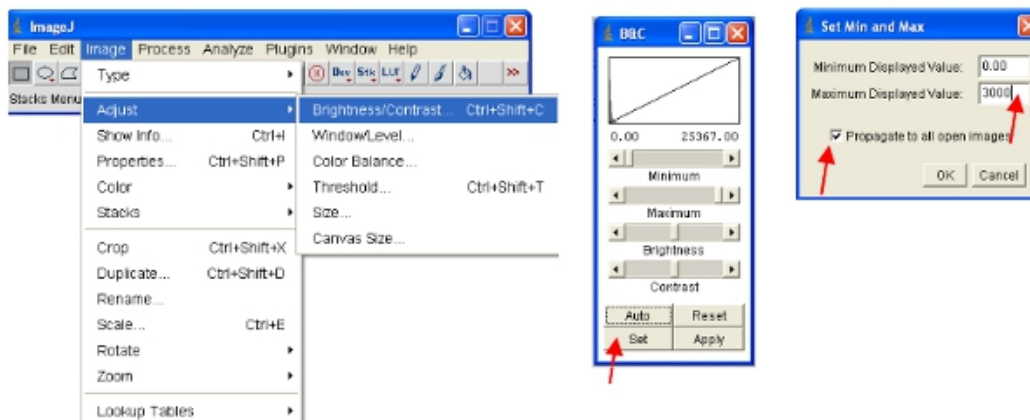 ImageJ
File Edit Image Process Analyze Plugins Window Help
Dev Stk LUT
Stacks Menu
Type
Adjust
Show Info... Ctrl+I
Properties... Ctrl+Shift+P
Color
Stacks
Crop Ctrl+Shift+X
Duplicate... Ctrl+Shift+D
Rename...
Scale... Ctrl+E
Rotate
Zoom
Lookup Tables
Brightness/Contrast... Ctrl+Shift+C
Window/Level...
Color Balance...
Threshold... Ctrl+Shift+T
Size...
Canvas Size...
B&C
0.00 25367.00
Minimum
Maximum
Brightness
Contrast
Auto Reset
Set Apply
Set Min and Max
Minimum Displayed Value: 0.00
Maximum Displayed Value: 3000
Propagate to all open images
OK Cancel